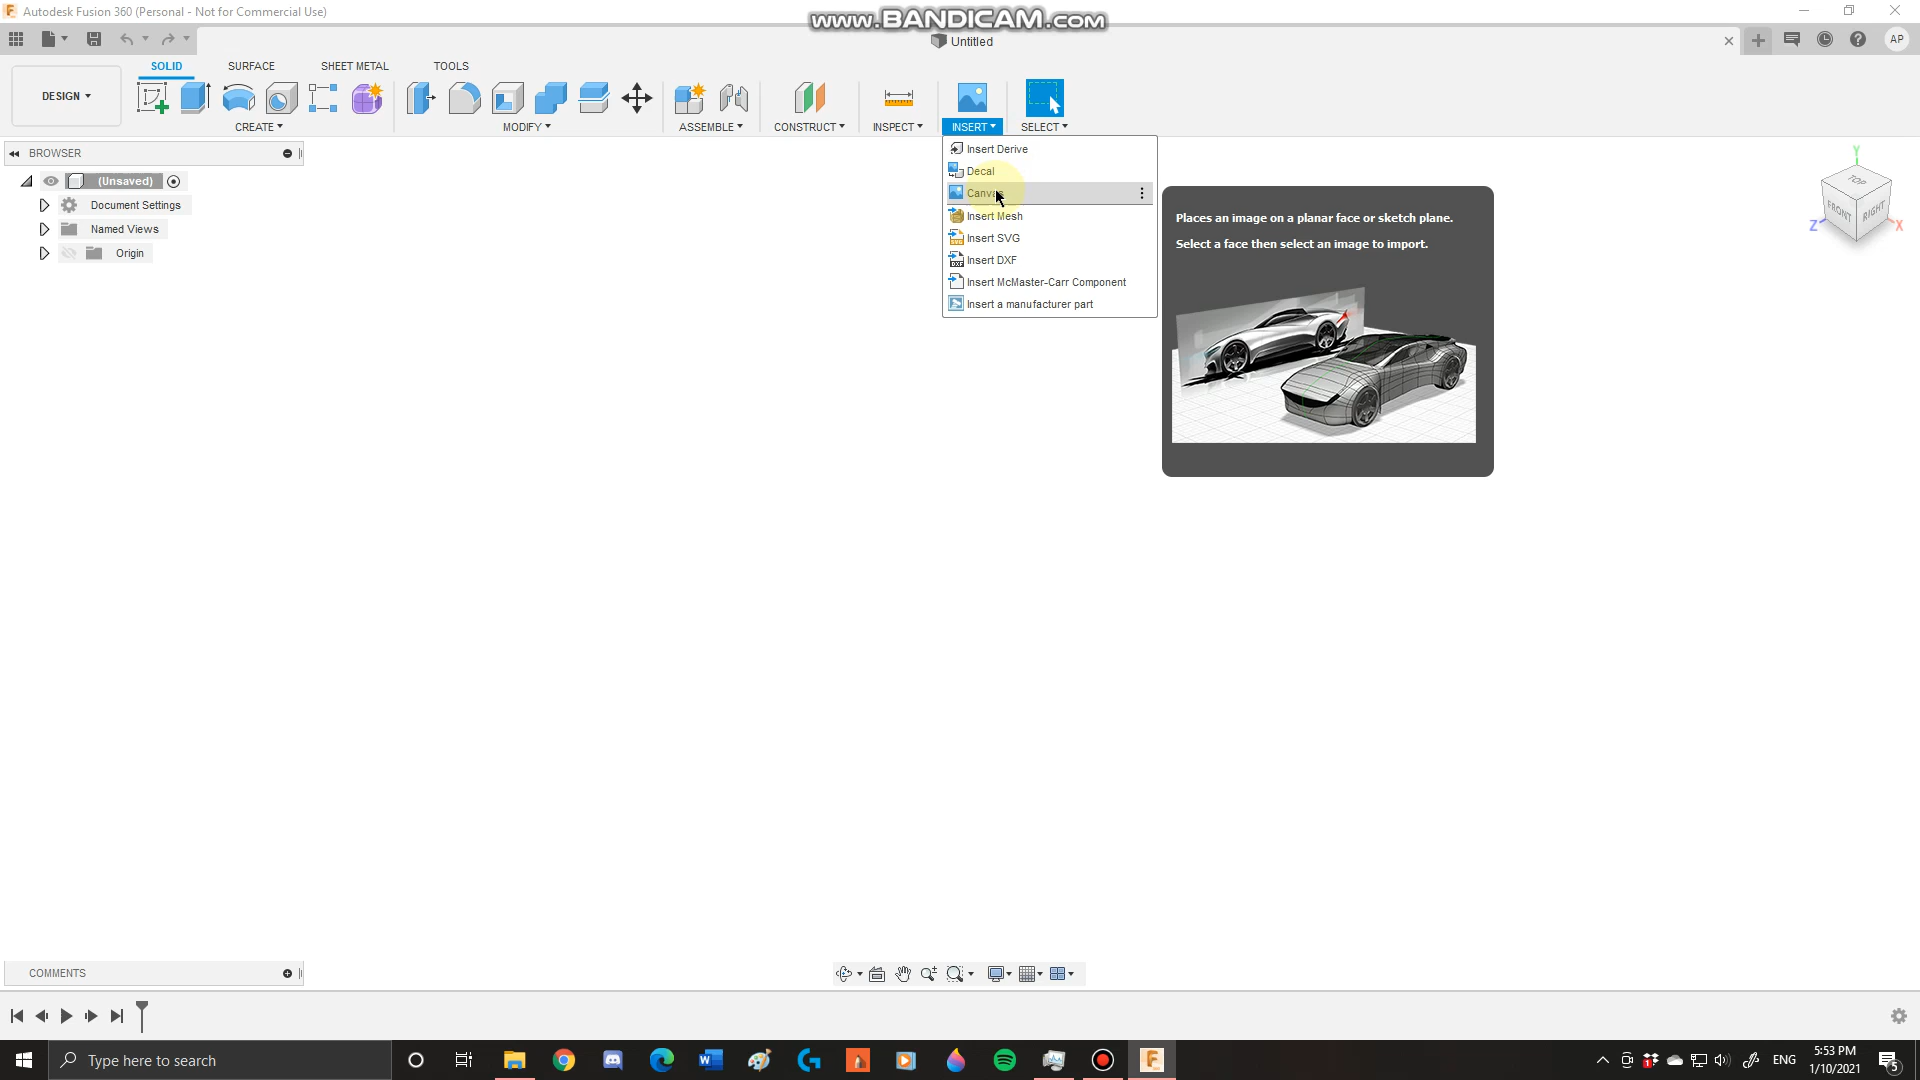 Autodesk Fusion 360 (Personal - Not for Commercial Use)
www.BANDICAM.com
Untitled
AP
DESIGN
SOLID
SURFACE
SHEET METAL
TOOLS
CREATE
MODIFY
ASSEMBLE
CONSTRUCT
INSPECT
INSERT
SELECT
BROWSER
(Unsaved)
Document Settings
Named Views
Origin
Insert Derive
Decal
Canvas
Insert Mesh
Insert SVG
Insert DXF
Insert McMaster-Carr Component
Insert a manufacturer part
Places an image on a planar face or sketch plane.
Select a face then select an image to import.
Y
TOP
FRONT
RIGHT
Z
X
COMMENTS
Type here to search
ENG
5:53 PM
1/10/2021
5